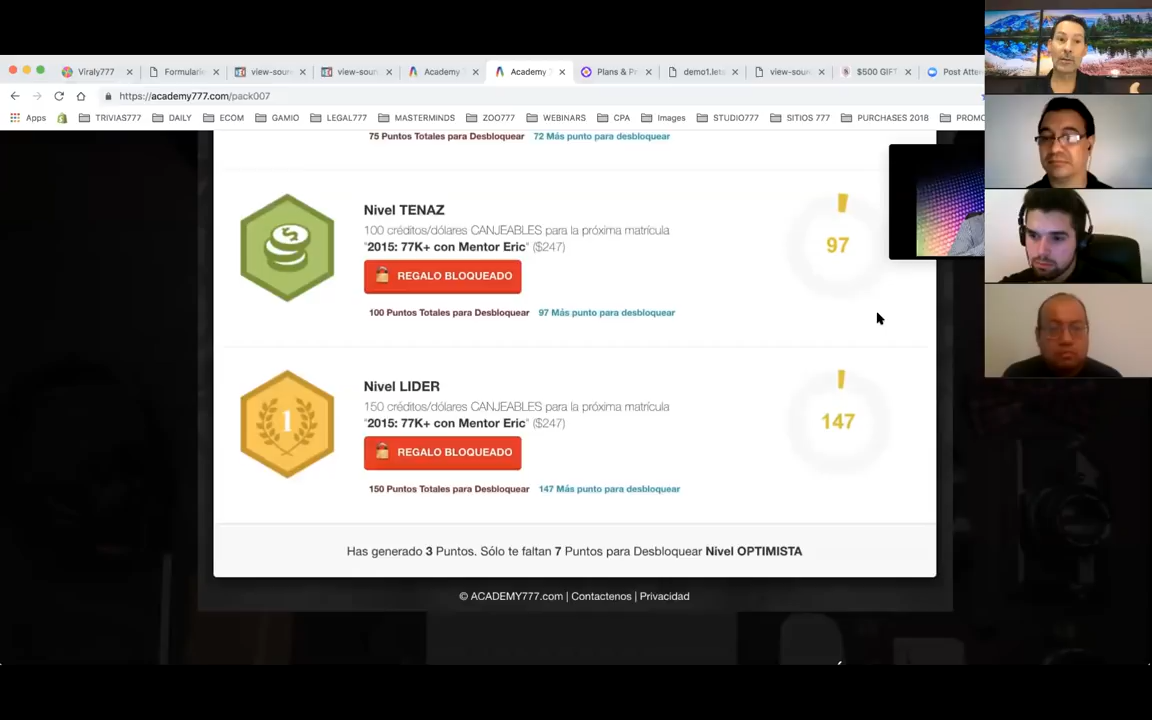 Viraly777
Formulari
view-sour
view-sour
Academy
Academy
Plans & P
demo1.lets
view-sour
$500 GIFT
Post Atte
https://academy777.com/pack007
Apps
TRIVIAS777
DAILY
ECOM
GAMIO
LEGAL777
MASTERMINDS
ZOO777
WEBINARS
CPA
Images
STUDIO777
SITIOS 777
PURCHASES 2018
PROMO
75 Puntos Totales para Desbloquear
72 Más punto para desbloquear
Nivel TENAZ
100 créditos/dólares CANJEABLES para la próxima matrícula
"2015: 77K+ con Mentor Eric" ($247)
REGALO BLOQUEADO
97
100 Puntos Totales para Desbloquear
97 Más punto para desbloquear
1
Nivel LIDER
150 créditos/dólares CANJEABLES para la próxima matrícula
"2015: 77K+ con Mentor Eric" ($247)
REGALO BLOQUEADO
147
150 Puntos Totales para Desbloquear
147 Más punto para desbloquear
Has generado 3 Puntos. Sólo te faltan 7 Puntos para Desbloquear Nivel OPTIMISTA
© ACADEMY777.com | Contactenos | Privacidad